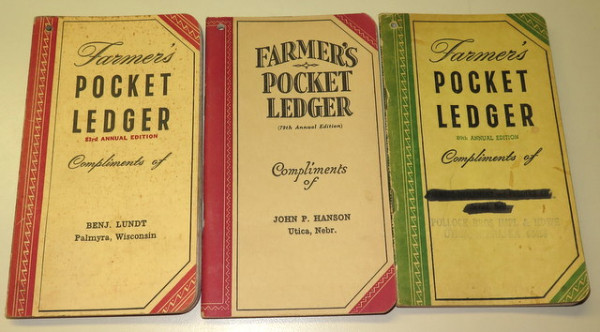 Farmer's
POCKET
LEDGER
83rd ANNUAL EDITION
Compliments of
BENJ. LUNDT
Palmyra, Wisconsin
FARMER'S
POCKET
LEDGER
(79th Annual Edition)
Compliments
of
JOHN P. HANSON
Utica, Nebr.
Farmer's
POCKET
LEDGER
ANNUAL EDITION
Compliments of